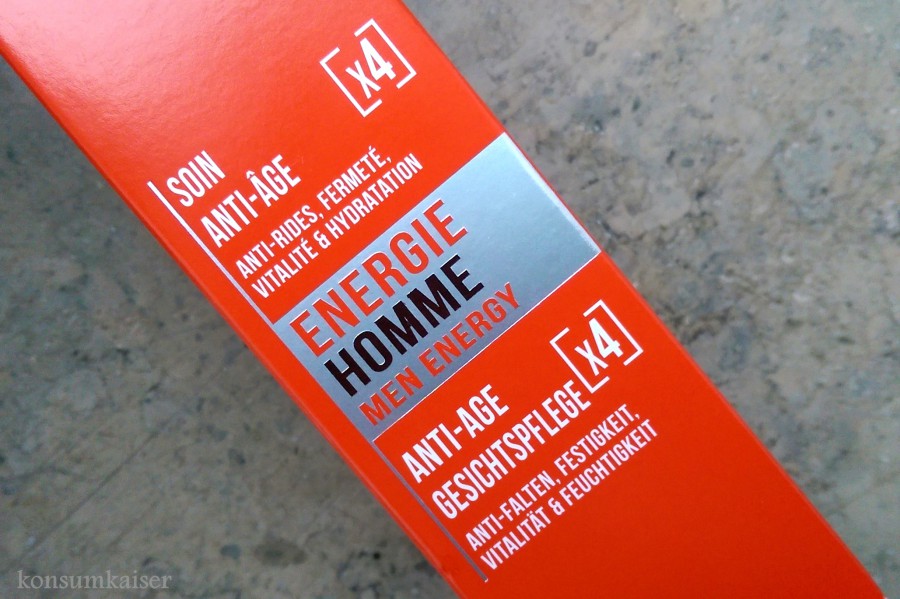 [x4]
SOIN
ANTI-ÂGE
ANTI-RIDES, FERMETÉ,
VITALITÉ & HYDRATATION
ENERGIE
HOMME
MEN ENERGY
[x4]
ANTI-AGE
GESICHTSPFLEGE
ANTI-FALTEN, FESTIGKEIT,
VITALITÄT & FEUCHTIGKEIT
konsumkaiser